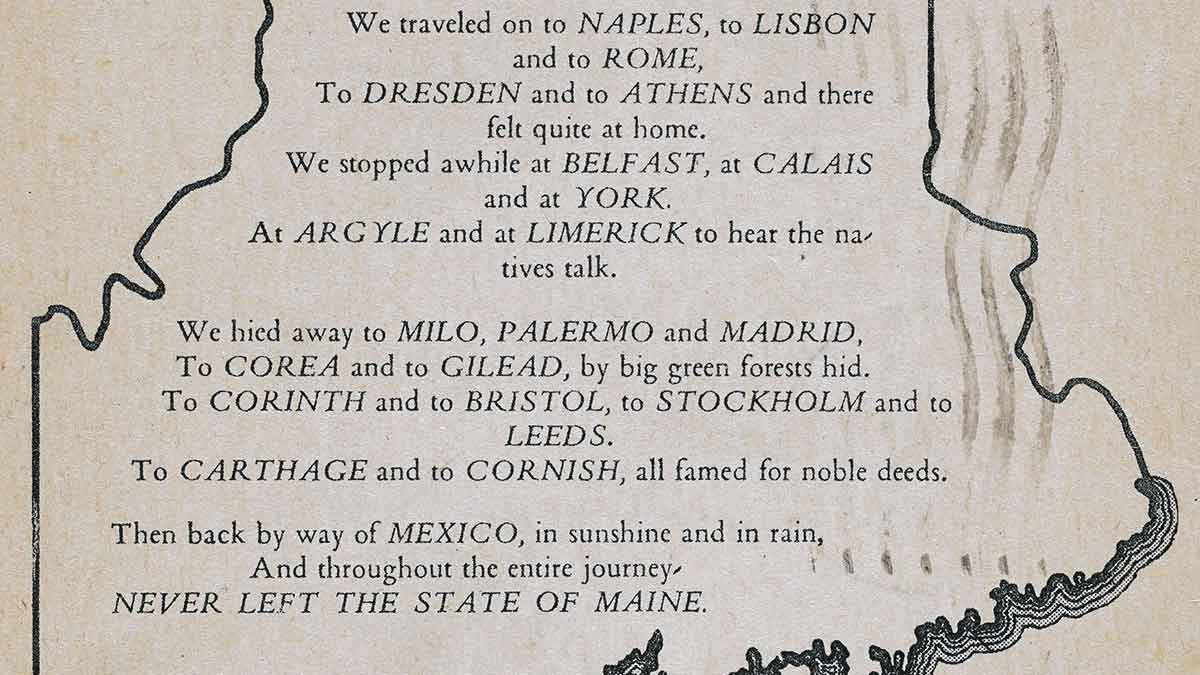 We traveled on to NAPLES, to LISBON
and to ROME,
To DRESDEN and to ATHENS and there
felt quite at home.
We stopped awhile at BELFAST, at CALAIS
and at YORK.
At ARGYLE and at LIMERICK to hear the na-
tives talk.
We hied away to MILO, PALERMO and MADRID,
To COREA and to GILEAD, by big green forests hid.
To CORINTH and to BRISTOL, to STOCKHOLM and to
LEEDS.
To CARTHAGE and to CORNISH, all famed for noble deeds.
Then back by way of MEXICO, in sunshine and in rain,
And throughout the entire journey-
NEVER LEFT THE STATE OF MAINE.